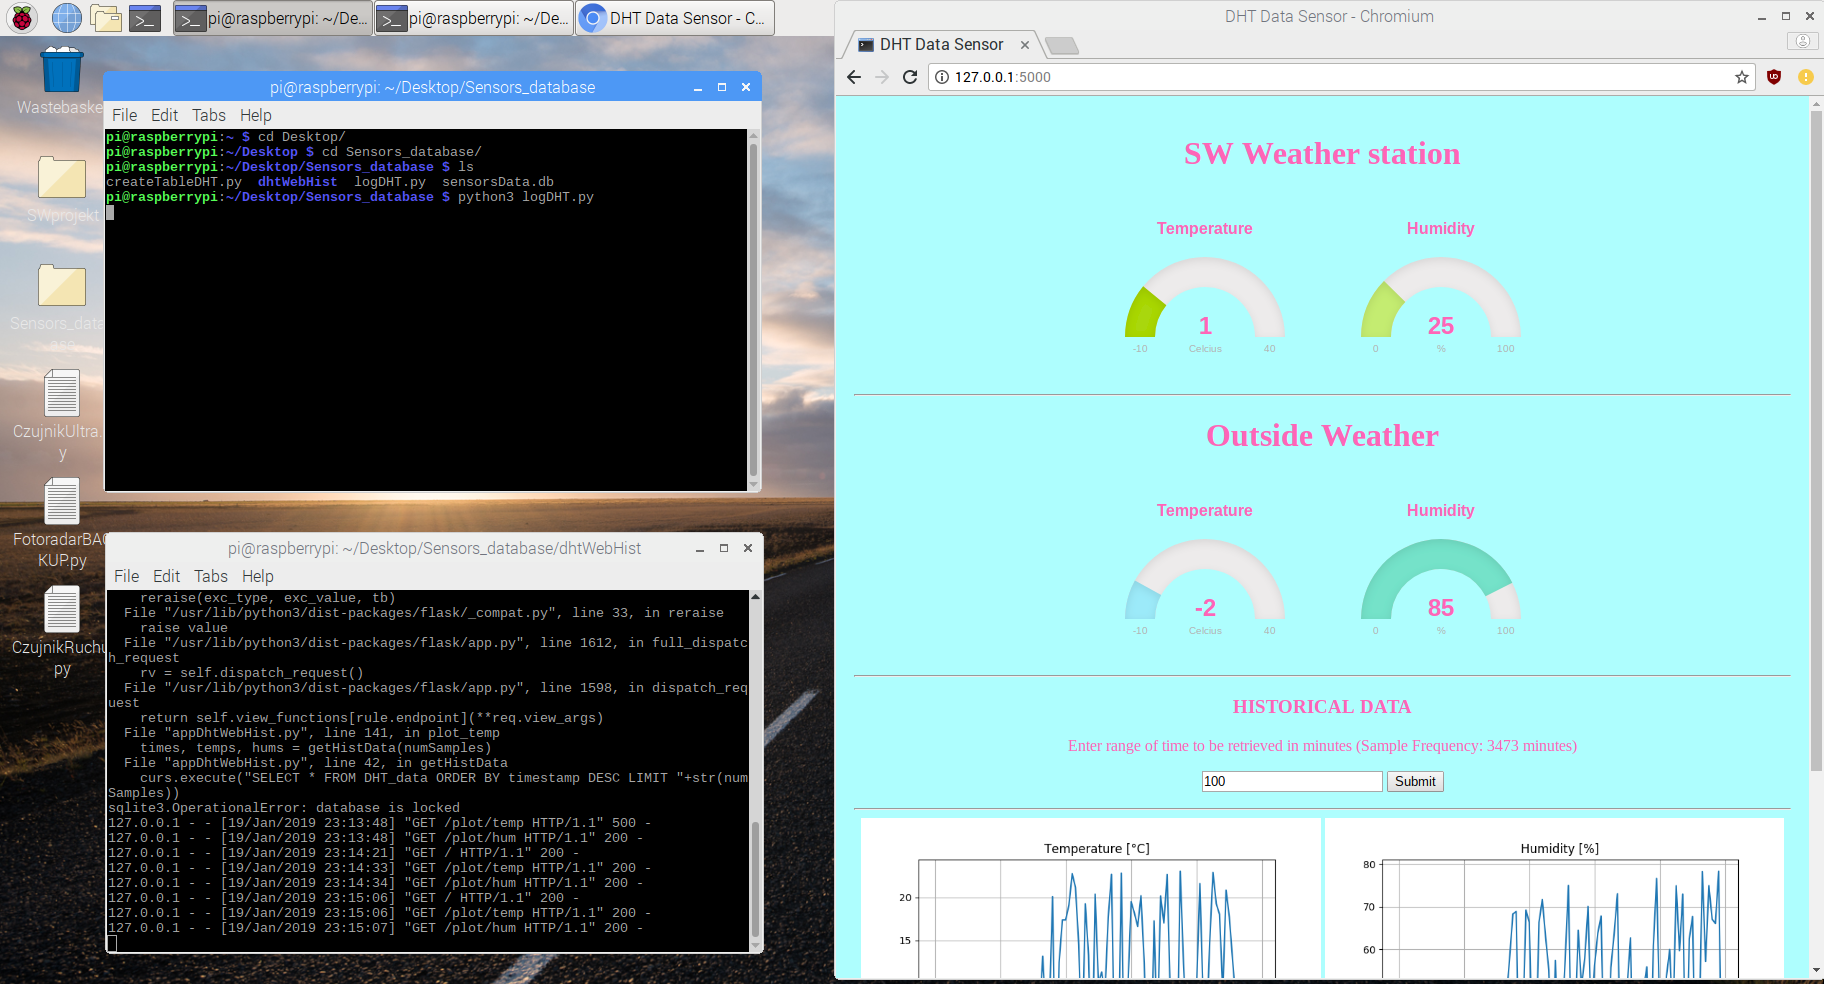 pi@raspberrypi: ~/De...
pi@raspberrypi: ~/De...
DHT Data Sensor - C...
Wastebaske
SWprojekt
Sensors_data
CzujnikUltra.
y
FotoradarBAC
KUP.py
CzujnikRuchu
py
pi@raspberrypi: ~/Desktop/Sensors_database
File Edit Tabs Help
pi@raspberrypi:~ $ cd Desktop/
pi@raspberrypi:~/Desktop $ cd Sensors_database/
pi@raspberrypi:~/Desktop/Sensors_database $ ls
createTableDHT.py  dhtWebHist  logDHT.py  sensorsData.db
pi@raspberrypi:~/Desktop/Sensors_database $ python3 logDHT.py
pi@raspberrypi: ~/Desktop/Sensors_database/dhtWebHist
File Edit Tabs Help
reraise(exc_type, exc_value, tb)
File "/usr/lib/python3/dist-packages/flask/_compat.py", line 33, in reraise
raise value
File "/usr/lib/python3/dist-packages/flask/app.py", line 1612, in full_dispatc
h_request
rv = self.dispatch_request()
File "/usr/lib/python3/dist-packages/flask/app.py", line 1598, in dispatch_req
uest
return self.view_functions[rule.endpoint](**req.view_args)
File "appDhtWebHist.py", line 141, in plot_temp
times, temps, hums = getHistData(numSamples)
File "appDhtWebHist.py", line 42, in getHistData
curs.execute("SELECT * FROM DHT_data ORDER BY timestamp DESC LIMIT "+str(num
Samples))
sqlite3.OperationalError: database is locked
127.0.0.1 - - [19/Jan/2019 23:13:48] "GET /plot/temp HTTP/1.1" 500 -
127.0.0.1 - - [19/Jan/2019 23:13:48] "GET /plot/hum HTTP/1.1" 200 -
127.0.0.1 - - [19/Jan/2019 23:14:21] "GET / HTTP/1.1" 200 -
127.0.0.1 - - [19/Jan/2019 23:14:33] "GET /plot/temp HTTP/1.1" 200 -
127.0.0.1 - - [19/Jan/2019 23:14:34] "GET /plot/hum HTTP/1.1" 200 -
127.0.0.1 - - [19/Jan/2019 23:15:06] "GET / HTTP/1.1" 200 -
127.0.0.1 - - [19/Jan/2019 23:15:06] "GET /plot/temp HTTP/1.1" 200 -
127.0.0.1 - - [19/Jan/2019 23:15:07] "GET /plot/hum HTTP/1.1" 200 -
DHT Data Sensor - Chromium
DHT Data Sensor
127.0.0.1:5000
SW Weather station
Temperature Humidity
1 25
-10 Celcius 40 0 % 100
Outside Weather
Temperature Humidity
-2 85
-10 Celcius 40 0 % 100
HISTORICAL DATA
Enter range of time to be retrieved in minutes (Sample Frequency: 3473 minutes)
100 Submit
Temperature [°C]
20
15
Humidity [%]
80
70
60